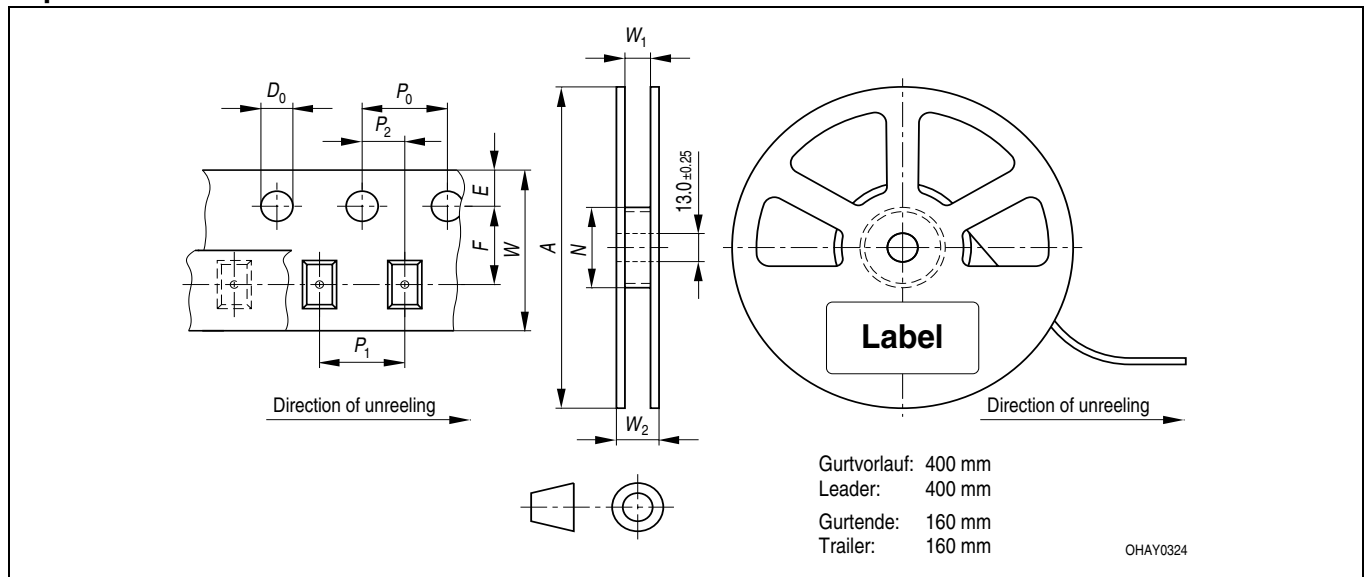 W₁
D₀
P₀
P₂
E
F
W
A
N
13.0 ±0.25
P₁
Label
Direction of unreeling
Direction of unreeling
W₂
Gurtvorlauf: 400 mm
Leader: 400 mm
Gurtende: 160 mm
Trailer: 160 mm
OHAY0324